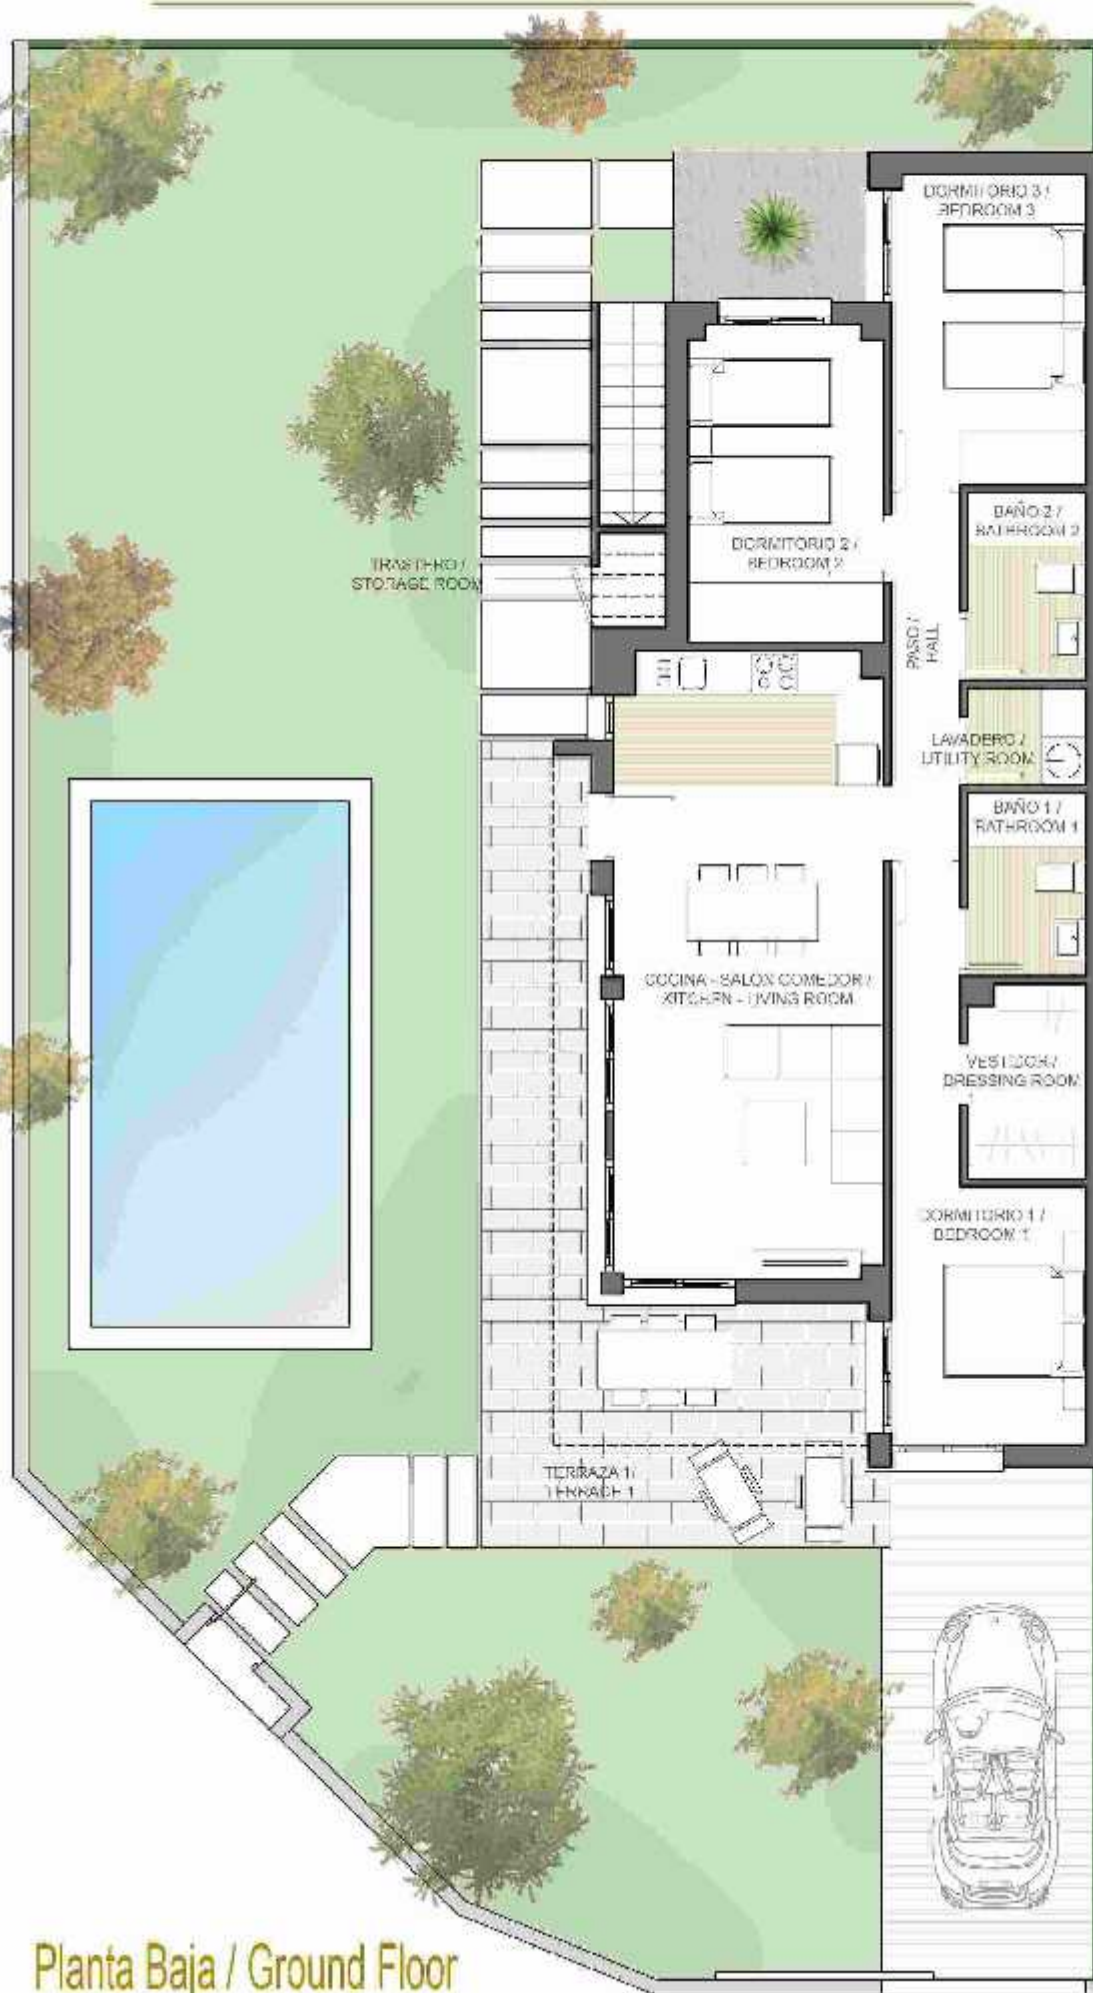 DORMITORIO 3 /
BEDROOM 3
BAÑO 2 /
BATHROOM 2
DORMITORIO 2 /
BEDROOM 2
TRASTERO /
STORAGE ROOM
PASO /
HALL
LAVADERO /
UTILITY ROOM
BAÑO 1 /
BATHROOM 1
COCINA - SALON COMEDOR /
KITCHEN - LIVING ROOM
VESTIDOR /
DRESSING ROOM
DORMITORIO 1 /
BEDROOM 1
TERRAZA 1/
TERRACE 1
Planta Baja / Ground Floor